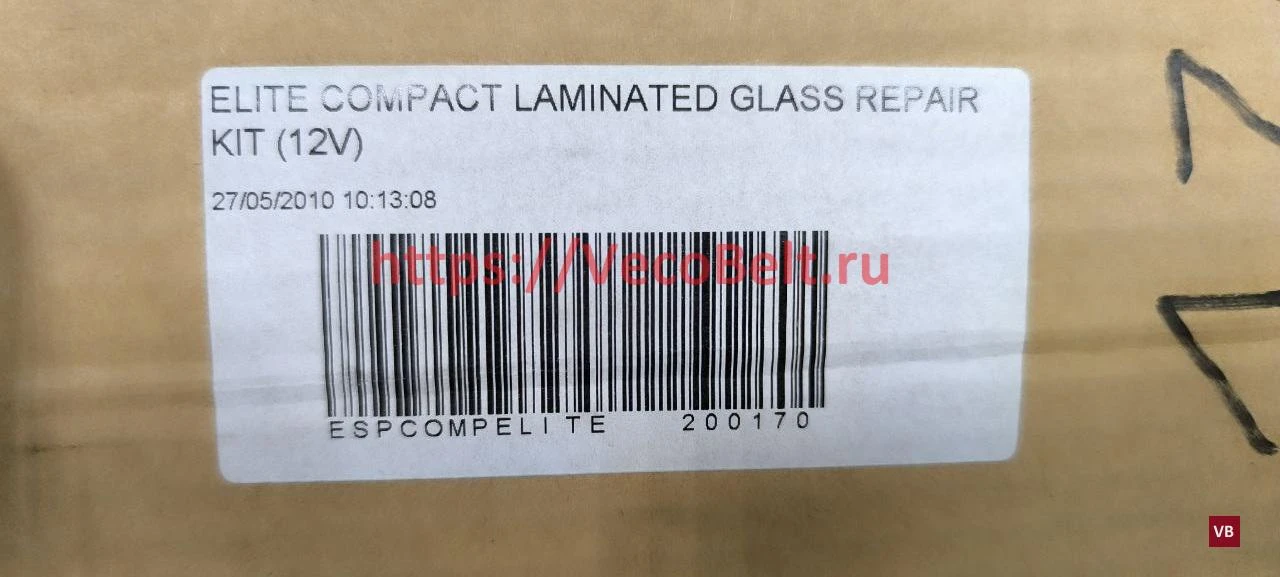 ELITE COMPACT LAMINATED GLASS REPAIR
KIT (12V)
27/05/2010 10:13:08
https://VecoBelt.ru
ESPCOMPELITE 200170
VB